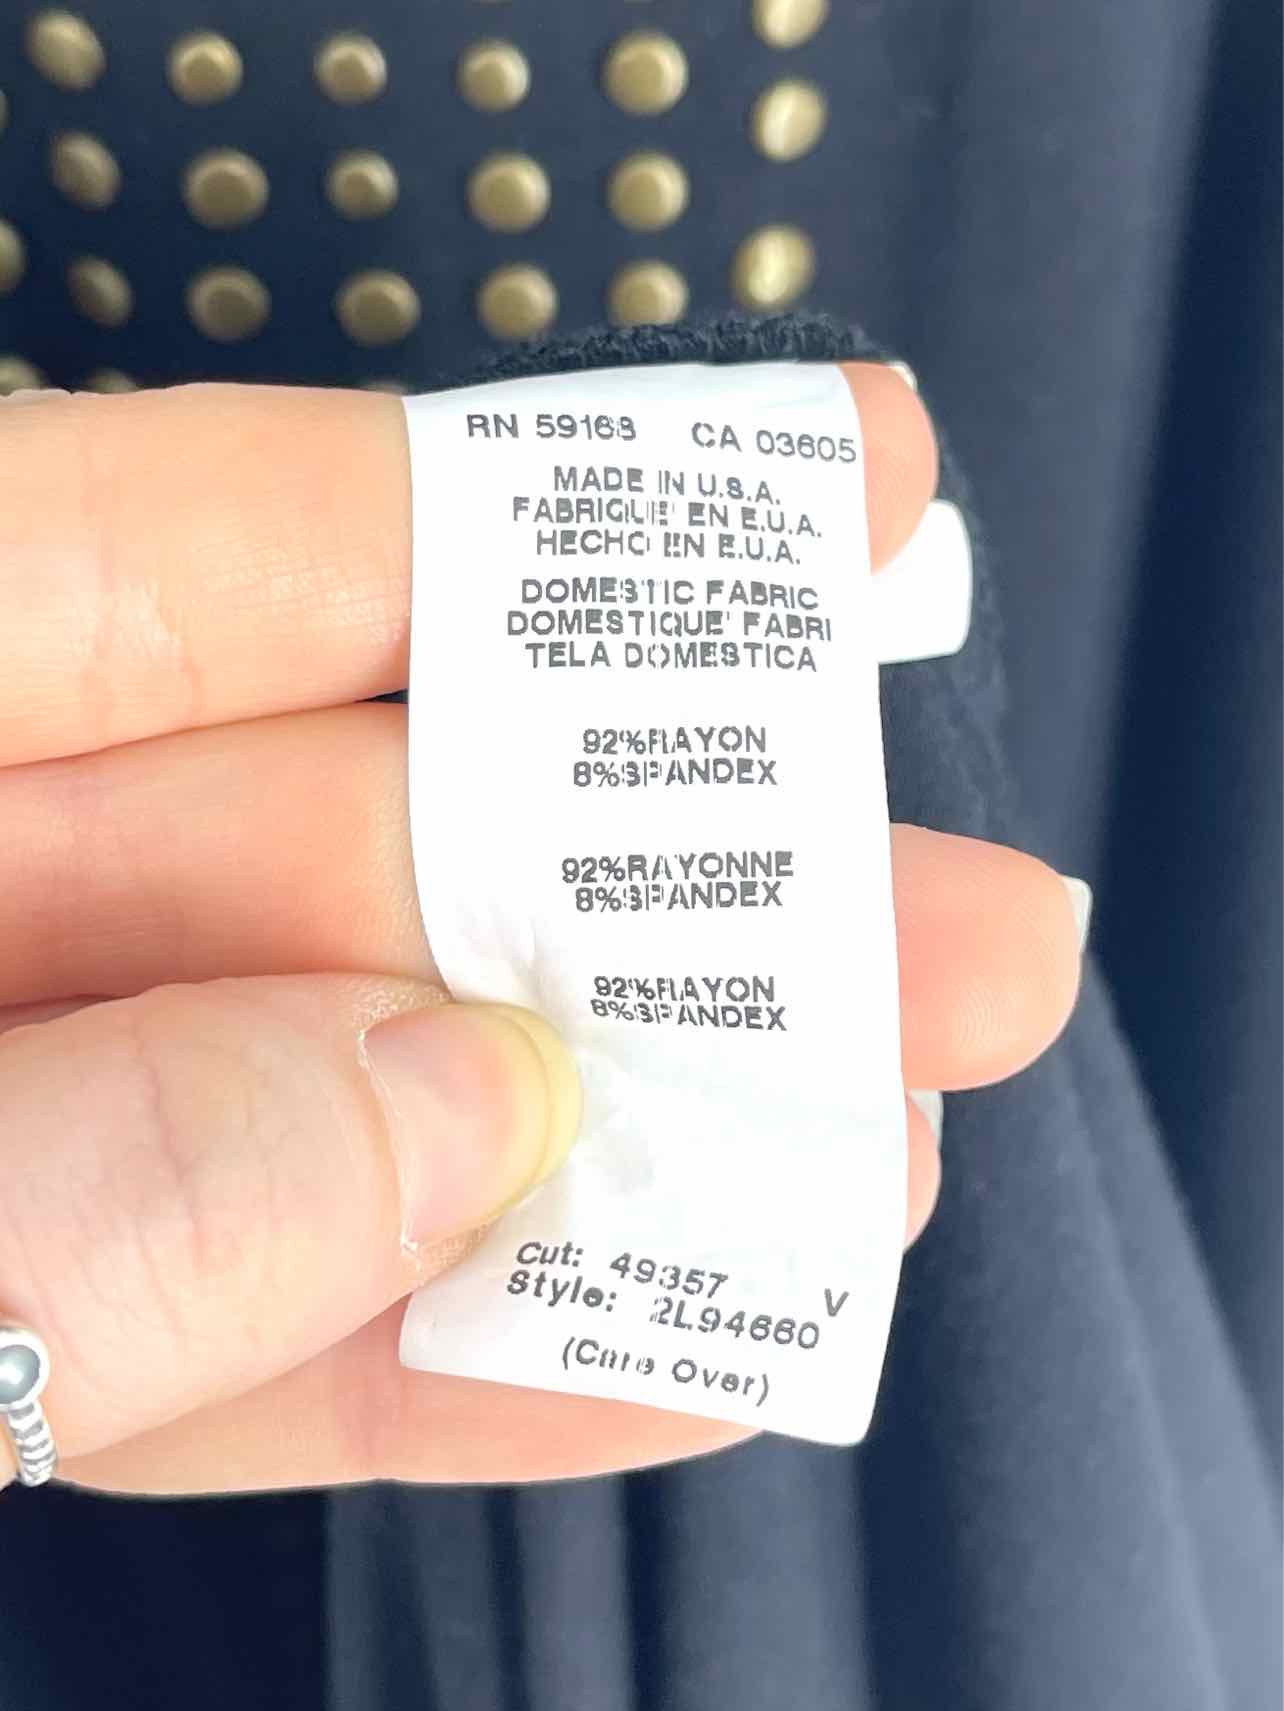 RN 59168 CA 03605
MADE IN U.S.A.
FABRIQUE' EN E.U.A.
HECHO EN E.U.A.
DOMESTIC FABRIC
DOMESTIQUE' FABRI
TELA DOMESTICA
92%RAYON
8%SPANDEX
92%RAYONNE
8%SPANDEX
92%RAYON
8%SPANDEX
Cut: 49357 V
Style: 2L94660
(Care Over)